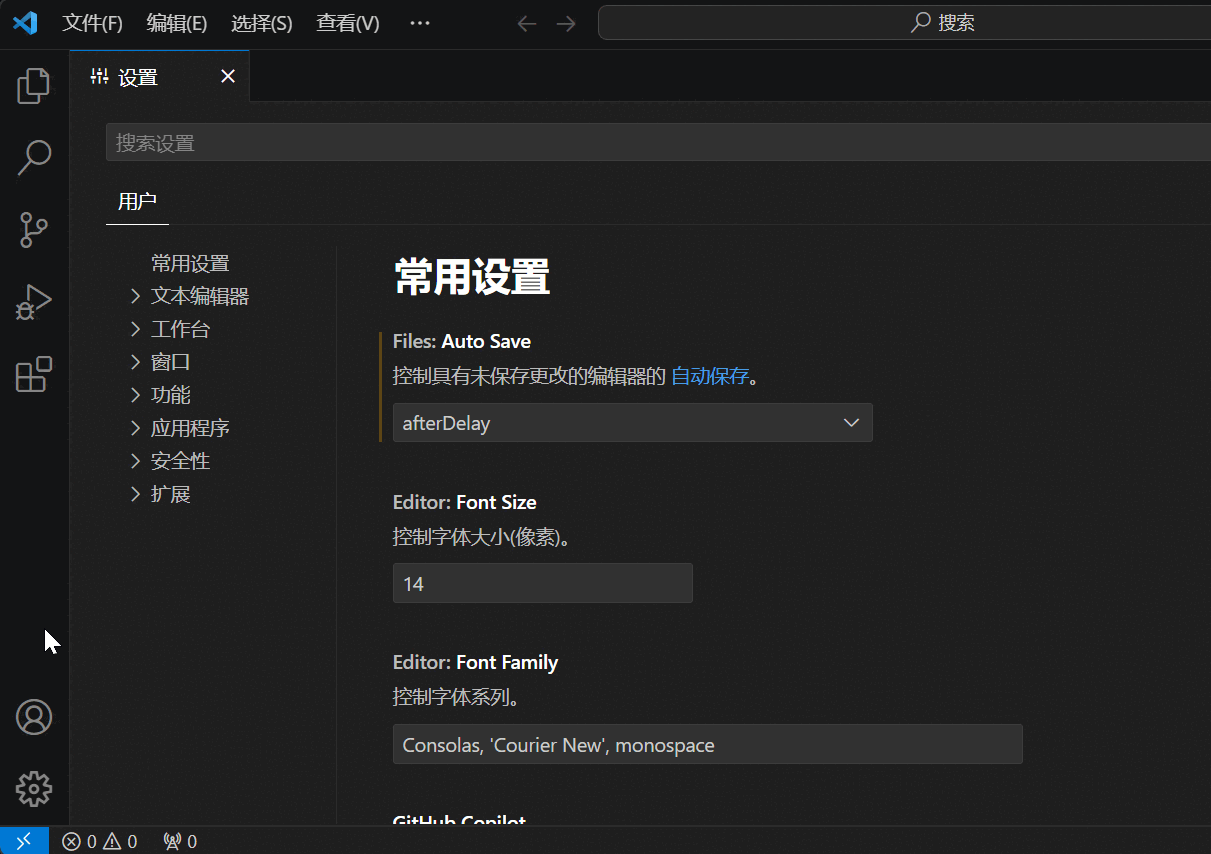 文件(F) 编辑(E) 选择(S) 查看(V) ··· 搜索
设置
搜索设置
用户
常用设置
文本编辑器
工作台
窗口
功能
应用程序
安全性
扩展
常用设置
Files: Auto Save
控制具有未保存更改的编辑器的 自动保存。
afterDelay
Editor: Font Size
控制字体大小(像素)。
14
Editor: Font Family
控制字体系列。
Consolas, 'Courier New', monospace
GitHub Copilot
0 0 0